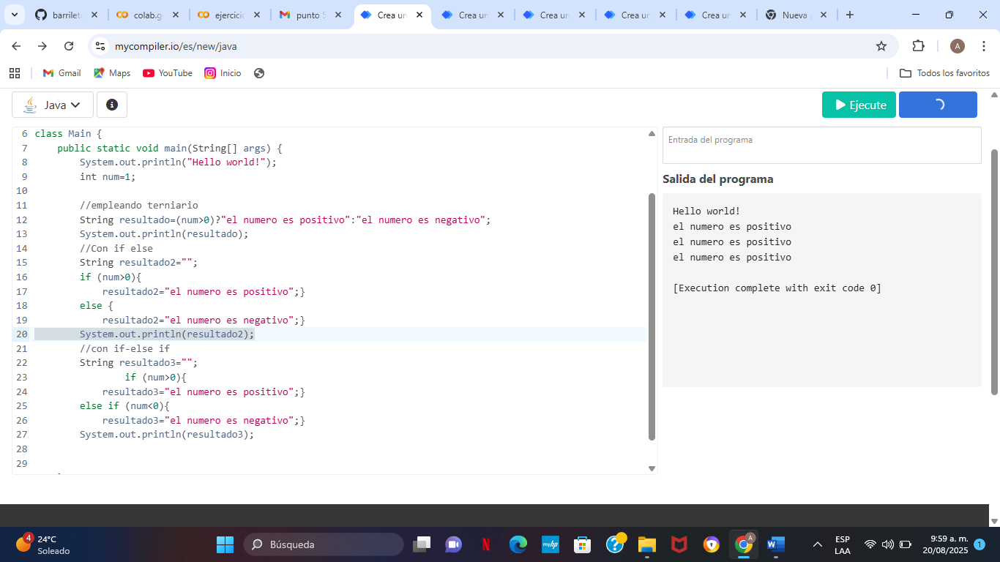 barrilet
colab.g
ejercici
punto 5
Crea un
Crea un
Crea un
Crea un
Crea un
Nueva
mycompiler.io/es/new/java
A
Gmail
Maps
YouTube
Inicio
Todos los favoritos
Java
Ejecute
6 class Main {
7 public static void main(String[] args) {
8 System.out.println("Hello world!");
9 int num=1;
10
11 //empleando terniario
12 String resultado=(num>0)?"el numero es positivo":"el numero es negativo";
13 System.out.println(resultado);
14 //Con if else
15 String resultado2="";
16 if (num>0){
17 resultado2="el numero es positivo";}
18 else {
19 resultado2="el numero es negativo";}
20 System.out.println(resultado2);
21 //con if-else if
22 String resultado3="";
23 if (num>0){
24 resultado3="el numero es positivo";}
25 else if (num<0){
26 resultado3="el numero es negativo";}
27 System.out.println(resultado3);
28
29
Entrada del programa
Salida del programa
Hello world!
el numero es positivo
el numero es positivo
el numero es positivo
[Execution complete with exit code 0]
4
24°C
Soleado
Búsqueda
myhp
A
ESP
LAA
9:59 a. m.
20/08/2025
1